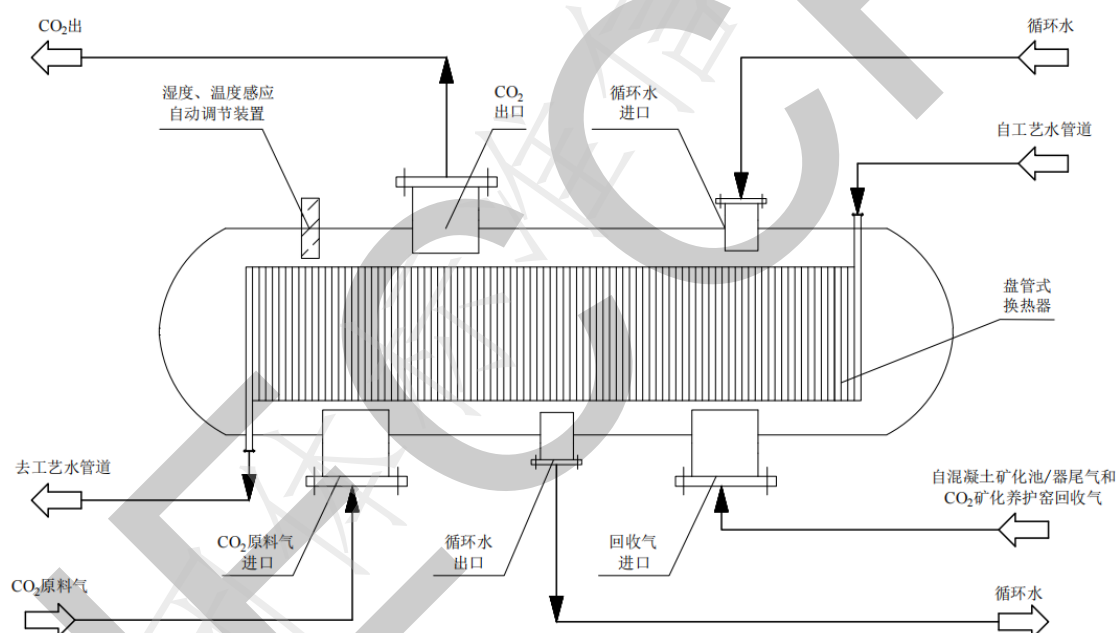 CO₂出
循环水
湿度、温度感应
自动调节装置
CO₂
出口
循环水
进口
自工艺水管道
盘管式
换热器
去工艺水管道
自混凝土矿化池/器尾气和
CO₂矿化养护窑回收气
CO₂原料气
进口
循环水
出口
回收气
进口
CO₂原料气
循环水